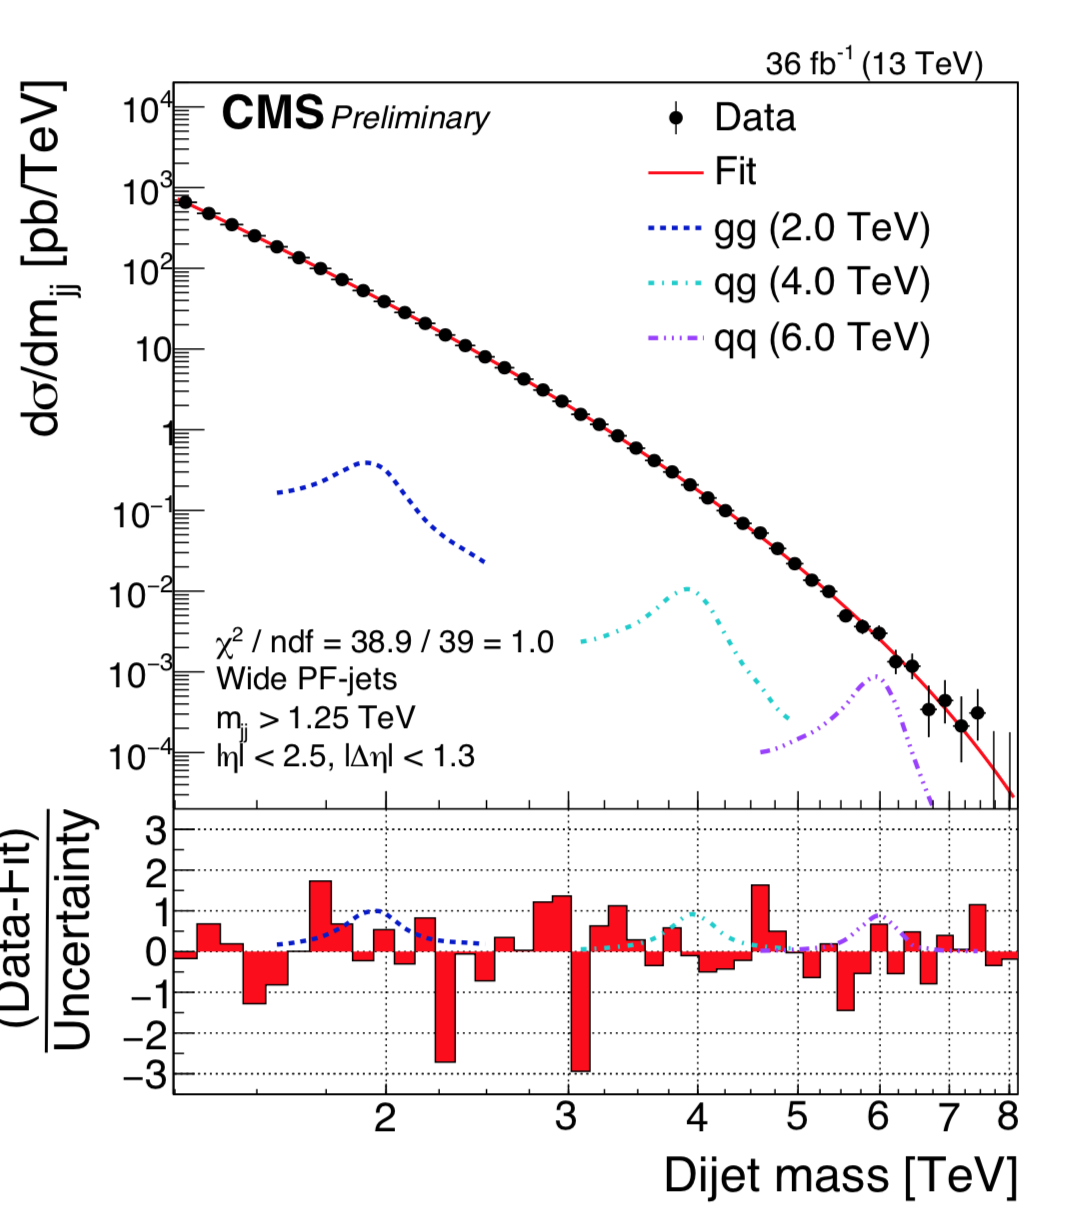 36 fb⁻¹ (13 TeV)
CMS Preliminary
Data
Fit
gg (2.0 TeV)
qg (4.0 TeV)
qq (6.0 TeV)
dσ/dm_jj [pb/TeV]
10⁴
10³
10²
10
1
10⁻¹
10⁻²
10⁻³
10⁻⁴
χ² / ndf = 38.9 / 39 = 1.0
Wide PF-jets
m_jj > 1.25 TeV
|η| < 2.5, |Δη| < 1.3
(Data-Fit)
Uncertainty
3
2
1
0
−1
−2
−3
2 3 4 5 6 7 8
Dijet mass [TeV]